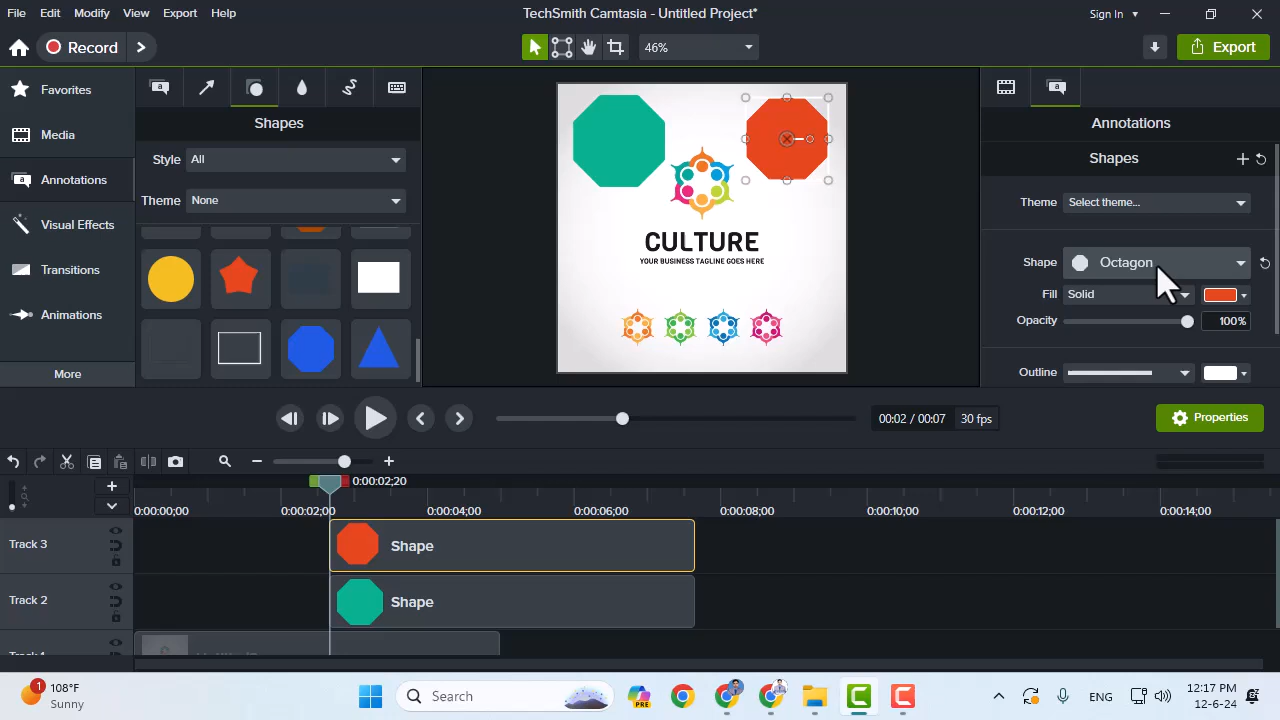 File Edit Modify View Export Help
TechSmith Camtasia - Untitled Project*
Sign In
Record
46%
Export
Favorites
Media
Annotations
Visual Effects
Transitions
Animations
More
Shapes
Style All
Theme None
CULTURE
YOUR BUSINESS TAGLINE GOES HERE
Annotations
Shapes
Theme Select theme...
Shape Octagon
Fill Solid
Opacity 100%
Outline
00:02 / 00:07 30 fps
Properties
0:00:02;20
0:00:00;00 0:00:02;00 0:00:04;00 0:00:06;00 0:00:08;00 0:00:10;00 0:00:12;00 0:00:14;00
Track 3 Shape
Track 2 Shape
1 108°F
Sunny
Search
PRE
ENG
12:17 PM
12-6-24